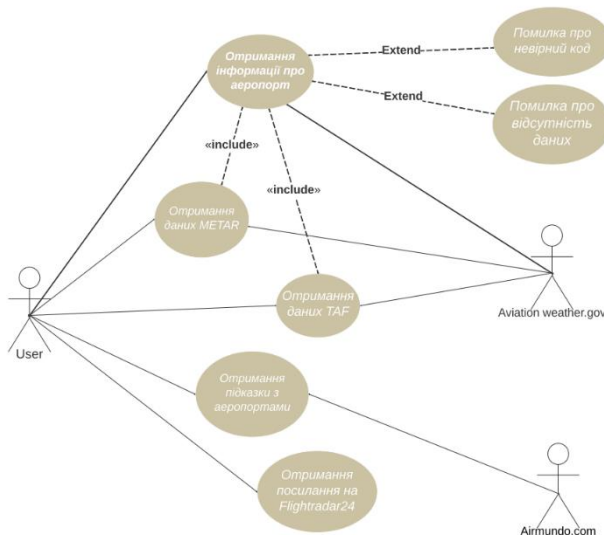 Отримання
інформації про
аеропорт
Extend
Помилка про
невірний код
Extend
Помилка про
відсутність
даних
«include»
«include»
Отримання
даних METAR
Отримання
даних TAF
User
Aviation weather.gov
Отримання
підказки з
аеропортами
Отримання
посилання на
Flightradar24
Airmundo.com